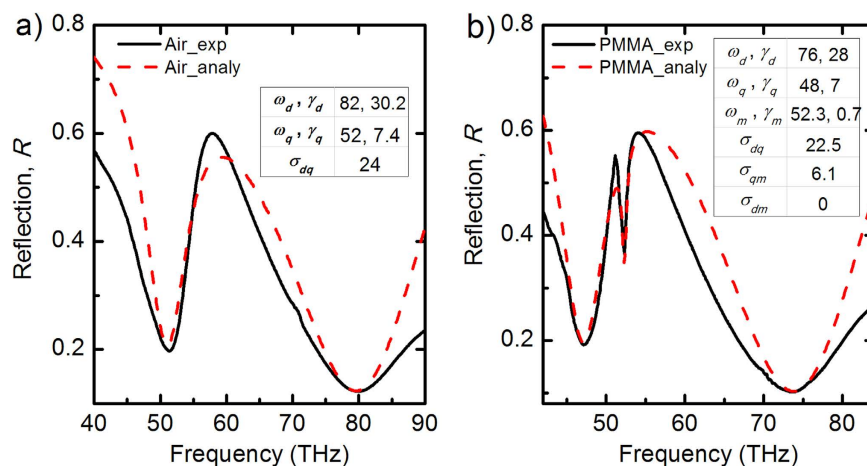 a)
Air_exp
Air_analy
ω_d , γ_d 82, 30.2
ω_q , γ_q 52, 7.4
σ_dq 24
0.8
0.6
0.4
0.2
Reflection, R
40 50 60 70 80 90
Frequency (THz)
b)
PMMA_exp
PMMA_analy
ω_d , γ_d 76, 28
ω_q , γ_q 48, 7
ω_m , γ_m 52.3, 0.7
σ_dq 22.5
σ_qm 6.1
σ_dm 0
0.8
0.6
0.4
0.2
Reflection, R
50 60 70 80
Frequency (THz)